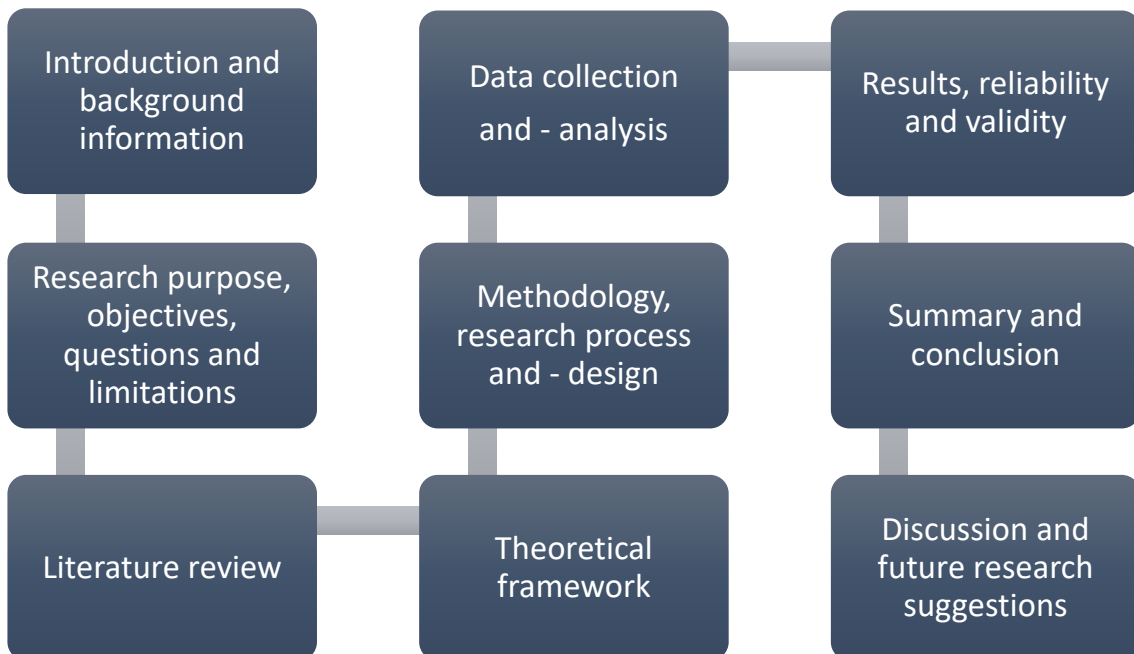 Introduction and
background
information
Research purpose,
objectives,
questions and
limitations
Literature review
Theoretical
framework
Methodology,
research process
and - design
Data collection
and - analysis
Results, reliability
and validity
Summary and
conclusion
Discussion and
future research
suggestions